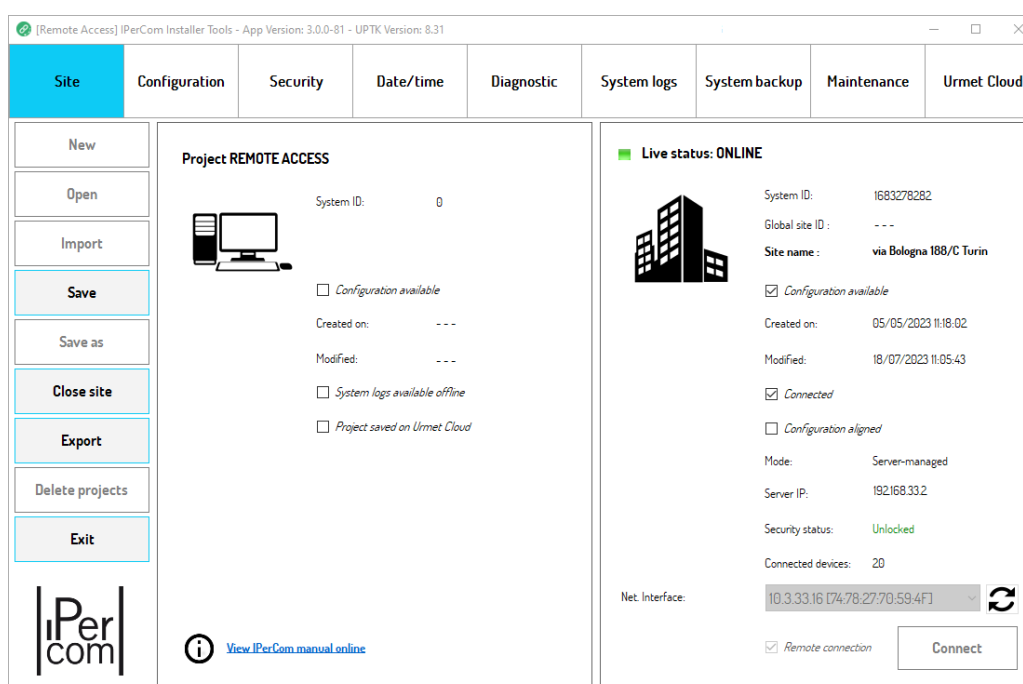 [Remote Access] IPerCom Installer Tools - App Version: 3.0.0-81 - UPTK Version: 8.31
Site
Configuration
Security
Date/time
Diagnostic
System logs
System backup
Maintenance
Urmet Cloud
New
Open
Import
Save
Save as
Close site
Export
Delete projects
Exit
IPer
com
Project REMOTE ACCESS
System ID: 0
Configuration available
Created on: - - -
Modified: - - -
System logs available offline
Project saved on Urmet Cloud
View IPerCom manual online
Live status: ONLINE
System ID: 1683278282
Global site ID : - - -
Site name : via Bologna 188/C Turin
Configuration available
Created on: 05/05/2023 11:18:02
Modified: 18/07/2023 11:05:43
Connected
Configuration aligned
Mode: Server-managed
Server IP: 192.168.33.2
Security status: Unlocked
Connected devices: 20
Net. Interface: 10.3.33.16 [74:78:27:70:59:4F]
Remote connection
Connect